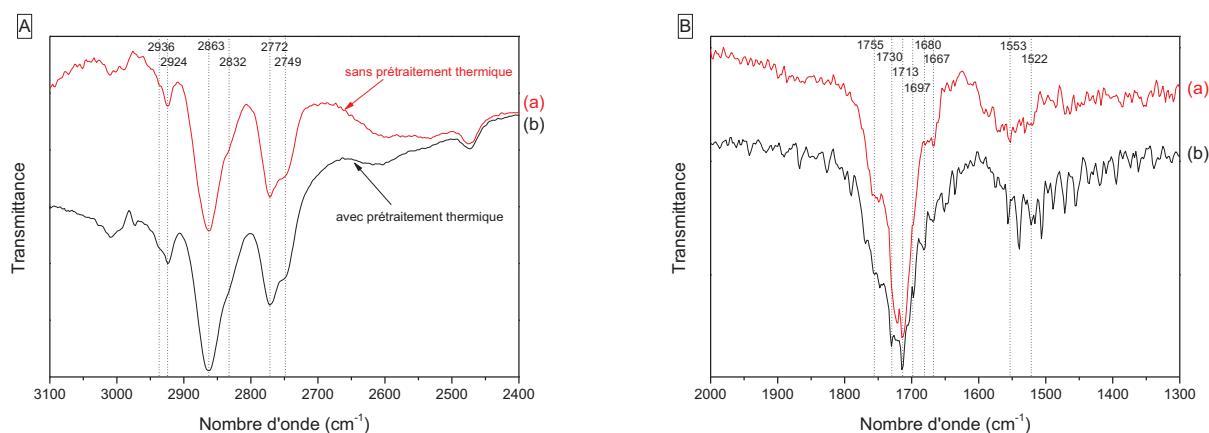 A
2936 2863 2772
2924 2832 2749
sans prétraitement thermique
(a)
(b)
avec prétraitement thermique
Transmittance
3100 3000 2900 2800 2700 2600 2500 2400
Nombre d'onde (cm-1)
B
1755 1680 1553
1730 1667 1522
1713
1697
(a)
(b)
Transmittance
2000 1900 1800 1700 1600 1500 1400 1300
Nombre d'onde (cm-1)